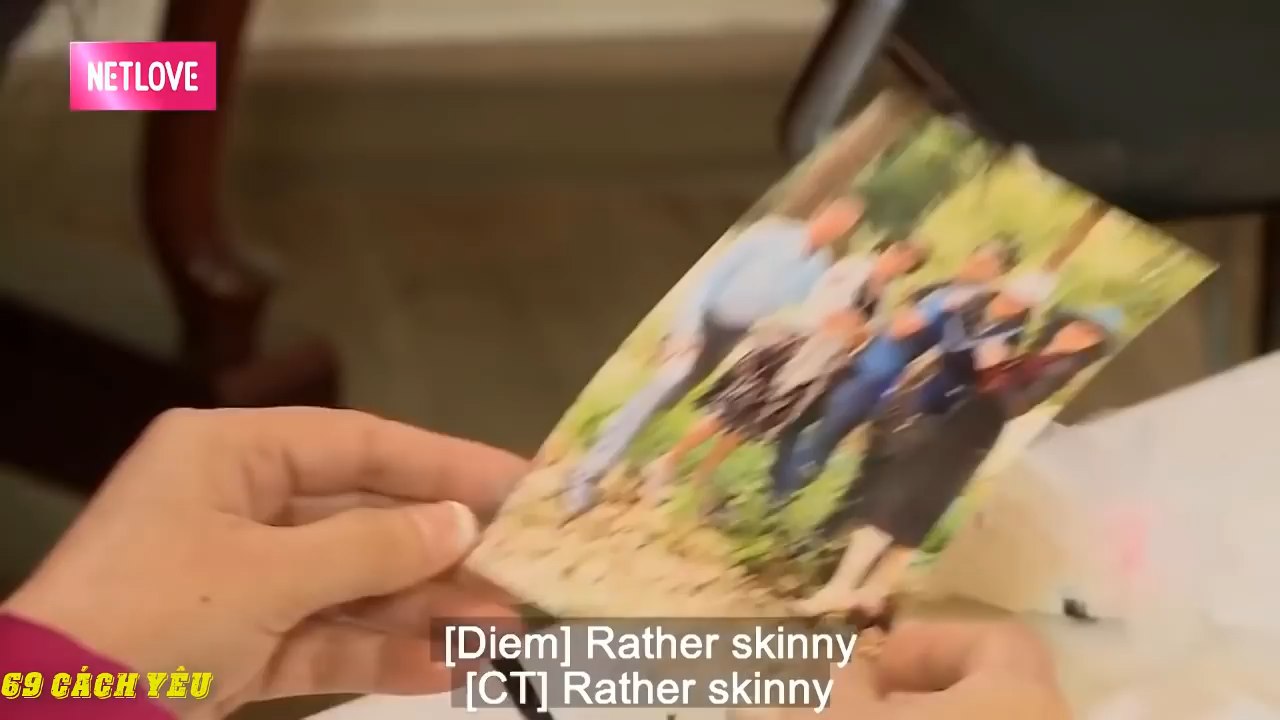 NETLOVE
[Diem] Rather skinny
[CT] Rather skinny
69 CÁCH YÊU